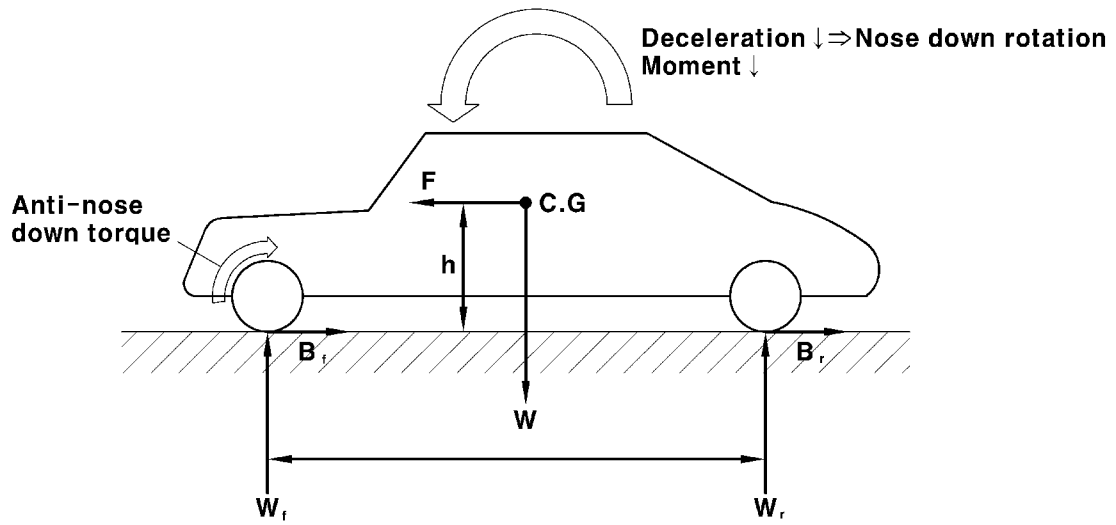 Deceleration ↓⇒Nose down rotation
Moment ↓
F
C.G
Anti-nose
down torque
h
B f
B r
W
W f
W r